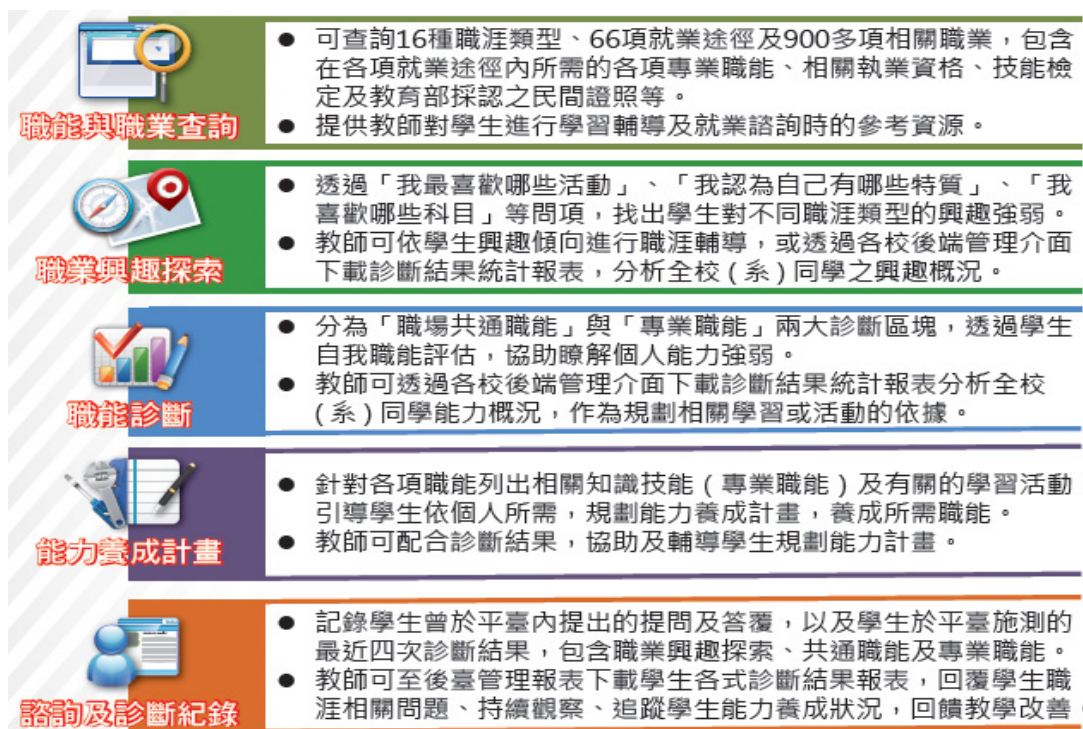 職能與職業查詢
● 可查詢16種職涯類型、66項就業途徑及900多項相關職業，包含
在各項就業途徑內所需的各項專業職能、相關執業資格、技能檢
定及教育部採認之民間證照等。
● 提供教師對學生進行學習輔導及就業諮詢時的參考資源。
職業興趣探索
● 透過「我最喜歡哪些活動」、「我認為自己有哪些特質」、「我
喜歡哪些科目」等問項，找出學生對不同職涯類型的興趣強弱。
● 教師可依學生興趣傾向進行職涯輔導，或透過各校後端管理介面
下載診斷結果統計報表，分析全校(系)同學之興趣概況。
職能診斷
● 分為「職場共通職能」與「專業職能」兩大診斷區塊，透過學生
自我職能評估，協助瞭解個人能力強弱。
● 教師可透過各校後端管理介面下載診斷結果統計報表分析全校
(系)同學能力概況，作為規劃相關學習或活動的依據。
能力養成計畫
● 針對各項職能列出相關知識技能(專業職能)及有關的學習活動
引導學生依個人所需，規劃能力養成計畫，養成所需職能。
● 教師可配合診斷結果，協助及輔導學生規劃能力計畫。
諮詢及診斷紀錄
● 記錄學生曾於平臺內提出的提問及答覆，以及學生於平臺施測的
最近四次診斷結果，包含職業興趣探索、共通職能及專業職能。
● 教師可至後臺管理報表下載學生各式診斷結果報表，回覆學生職
涯相關問題、持續觀察、追蹤學生能力養成狀況，回饋教學改善。